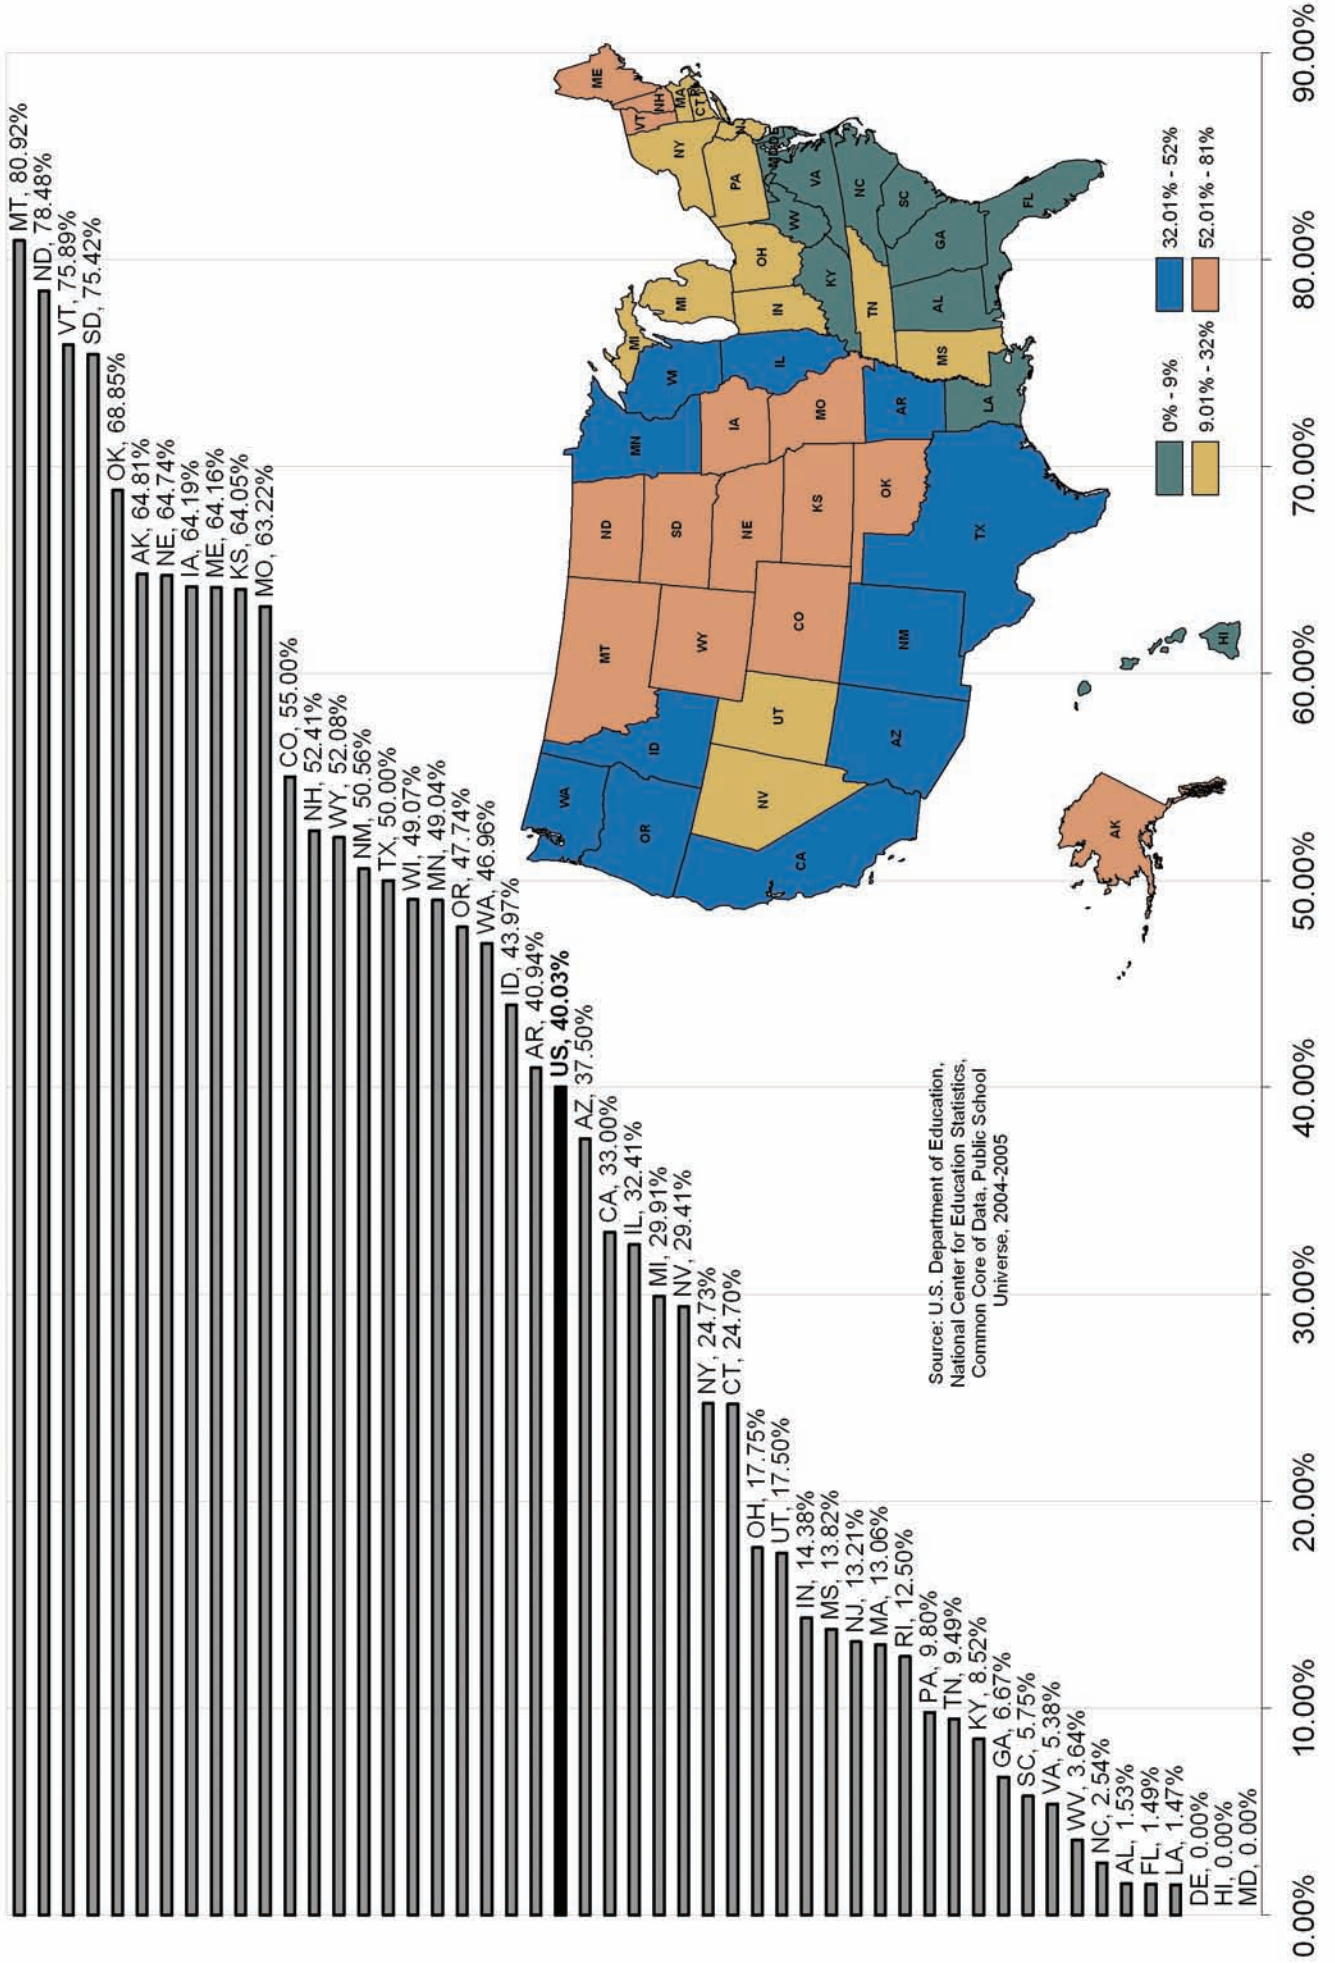 MT, 80.92%
ND, 78.48%
VT, 75.89%
SD, 75.42%
OK, 68.85%
AK, 64.81%
NE, 64.74%
IA, 64.19%
ME, 64.16%
KS, 64.05%
MO, 63.22%
CO, 55.00%
NH, 52.41%
WY, 52.08%
NM, 50.56%
TX, 50.00%
WI, 49.07%
MN, 49.04%
OR, 47.74%
WA, 46.96%
ID, 43.97%
AR, 40.94%
US, 40.03%
AZ, 37.50%
CA, 33.00%
IL, 32.41%
MI, 29.91%
NV, 29.41%
NY, 24.73%
CT, 24.70%
OH, 17.75%
UT, 17.50%
IN, 14.38%
MS, 13.82%
NJ, 13.21%
MA, 13.06%
RI, 12.50%
PA, 9.80%
TN, 9.49%
KY, 8.52%
GA, 6.67%
SC, 5.75%
VA, 5.38%
WV, 3.64%
NC, 2.54%
AL, 1.53%
FL, 1.49%
LA, 1.47%
DE, 0.00%
HI, 0.00%
MD, 0.00%
0.00%
10.00%
20.00%
30.00%
40.00%
50.00%
60.00%
70.00%
80.00%
90.00%
Source: U.S. Department of Education,
National Center for Education Statistics,
Common Core of Data, Public School
Universe, 2004-2005
WA
OR
CA
ID
NV
MT
WY
UT
AZ
CO
NM
ND
SD
NE
KS
OK
TX
MN
IA
MO
AR
LA
WI
IL
MI
MI
IN
OH
KY
TN
MS
AL
GA
FL
SC
NC
VA
WV
PA
NY
VT
NH
ME
MA
CT
NJ
AK
HI
0% - 9%
9.01% - 32%
32.01% - 52%
52.01% - 81%